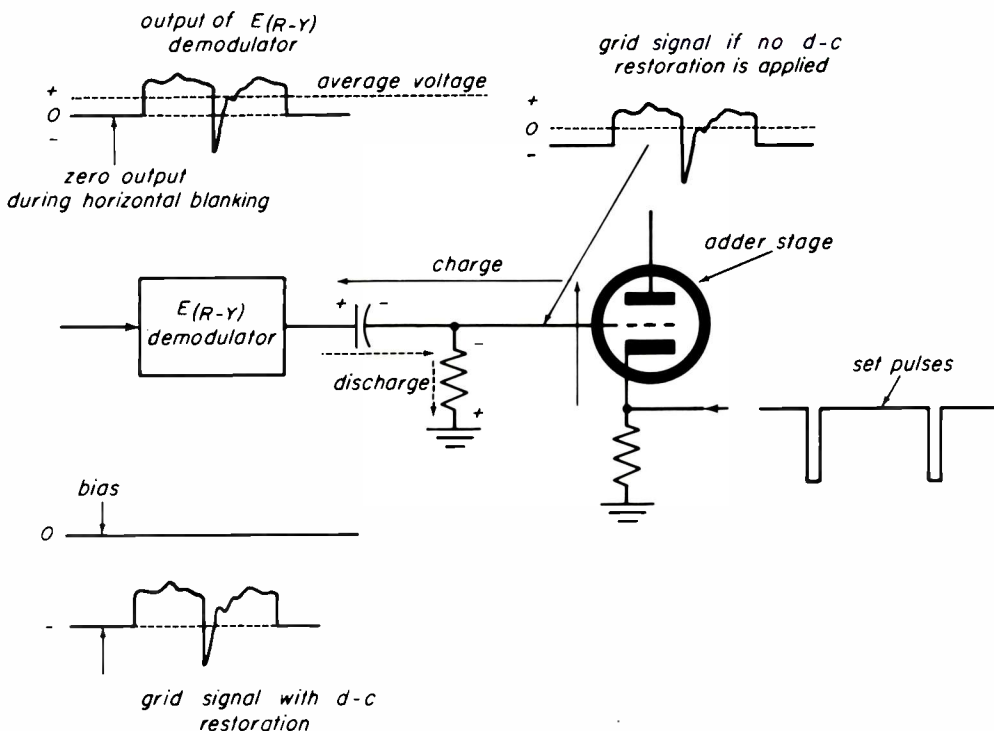 output of E(R-Y)
demodulator
+
0
-
average voltage
zero output
during horizontal blanking
grid signal if no d-c
restoration is applied
+
0
-
adder stage
charge
E(R-Y)
demodulator
+ -
discharge
-
+
set pulses
bias
0
-
grid signal with d-c
restoration